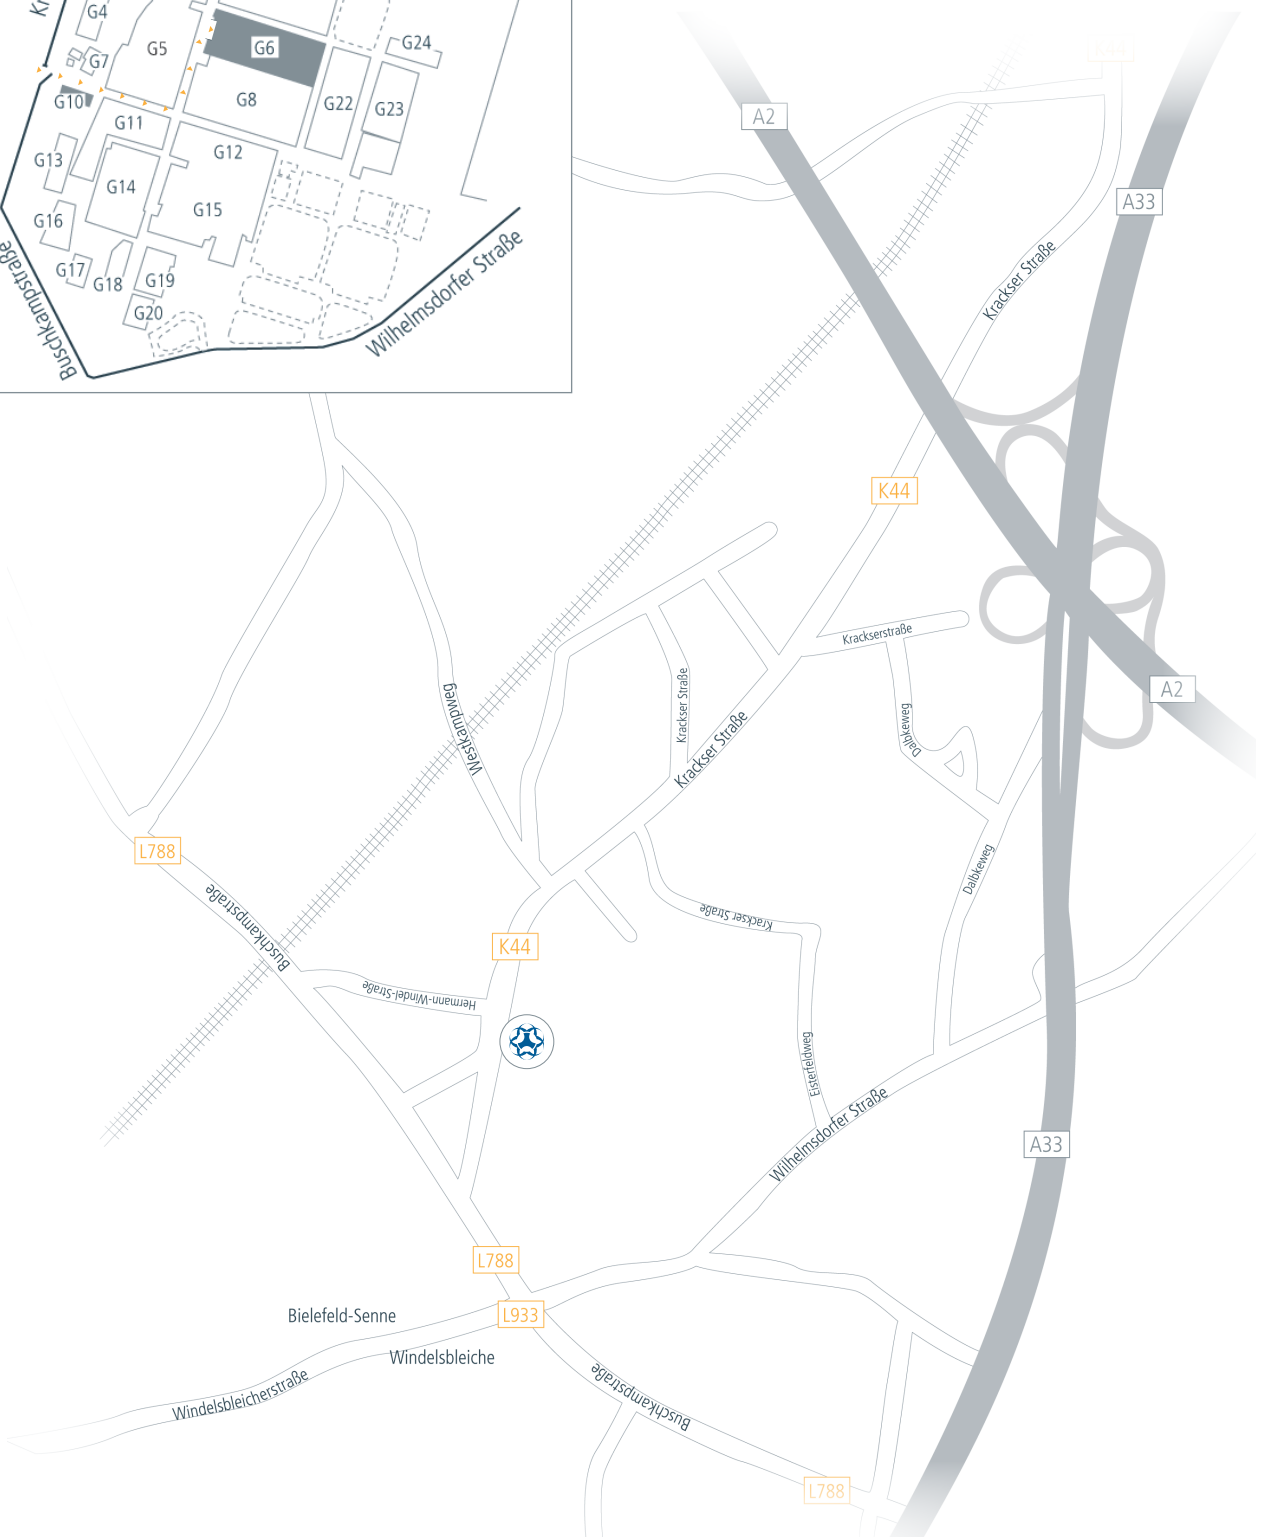 Kr
G4
G5
G6
G24
G7
G10
G8
G22
G23
G11
G12
G13
G14
G15
G16
G17
G18
G19
G20
Buschkampstraße
Wilhelmsdorfer Straße
K44
A2
A33
Krackser Straße
K44
Krackserstraße
Krackser Straße
Westkampweg
Krackser Straße
Dalbkeweg
A2
L788
Buschkampstraße
Dalbkeweg
Krackser Straße
K44
Hermann-Windel-Straße
Eisterfeldweg
Wilhelmsdorfer Straße
A33
L788
L933
Bielefeld-Senne
Windelsbleiche
Windelsbleicherstraße
Buschkampstraße
L788